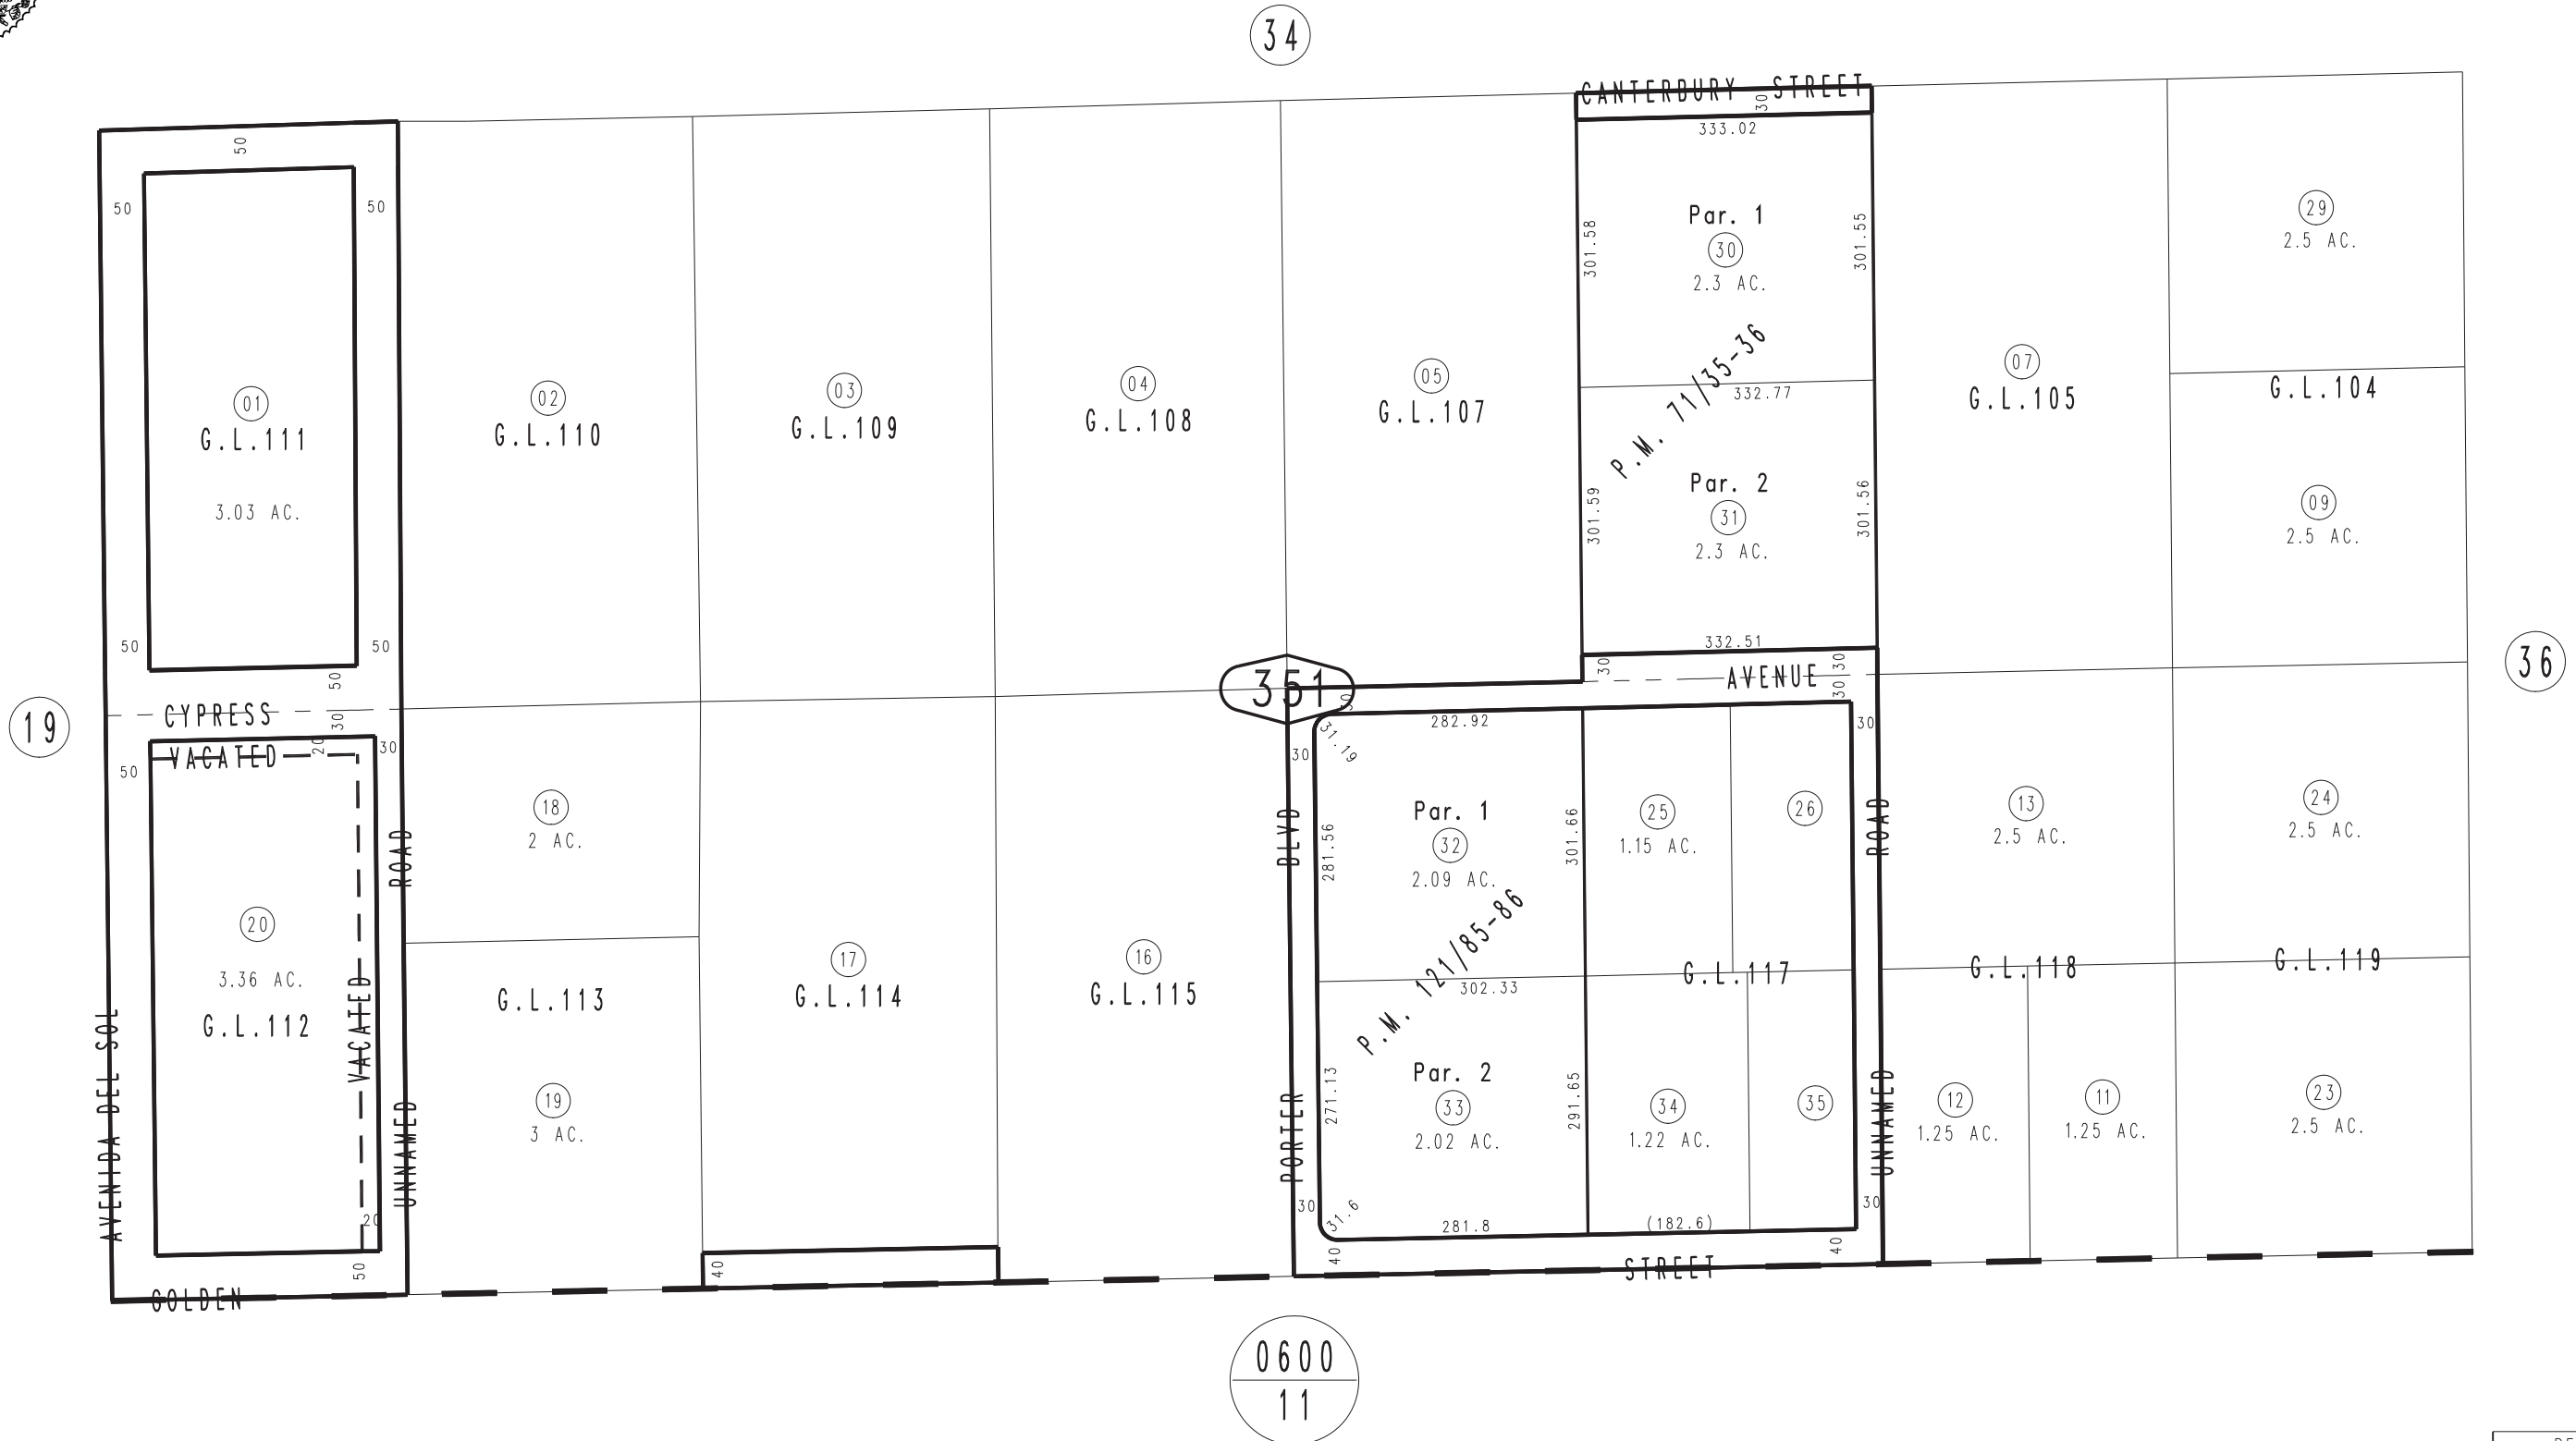 34
CANTERBURY STREET
30
333.02
50
50
50
301.58
Par. 1
30
2.3 AC.
301.55
29
2.5 AC.
P.M. 71/35-36
332.77
01
G.L.111
3.03 AC.
02
G.L.110
03
G.L.109
04
G.L.108
05
G.L.107
07
G.L.105
G.L.104
301.59
Par. 2
31
2.3 AC.
301.56
09
2.5 AC.
332.51
50
50
50
30
30
AVENUE
30
30
36
351
19
CYPRESS
30
20
VACATED
30
50
282.92
31.19
30
30
18
2 AC.
ROAD
BLVD
281.56
Par. 1
32
2.09 AC.
301.66
25
1.15 AC.
26
ROAD
13
2.5 AC.
24
2.5 AC.
P.M. 121/85-86
302.33
G.L.117
G.L.118
G.L.119
20
3.36 AC.
G.L.112
VACATED
G.L.113
17
G.L.114
16
G.L.115
AVENIDA DEL SOL
UNNAMED
19
3 AC.
PORTER
271.13
Par. 2
33
2.02 AC.
291.65
34
1.22 AC.
35
UNNAMED
12
1.25 AC.
11
1.25 AC.
23
2.5 AC.
20
30
31.6
281.8
(182.6)
30
50
40
40
40
GOLDEN
STREET
0600
11